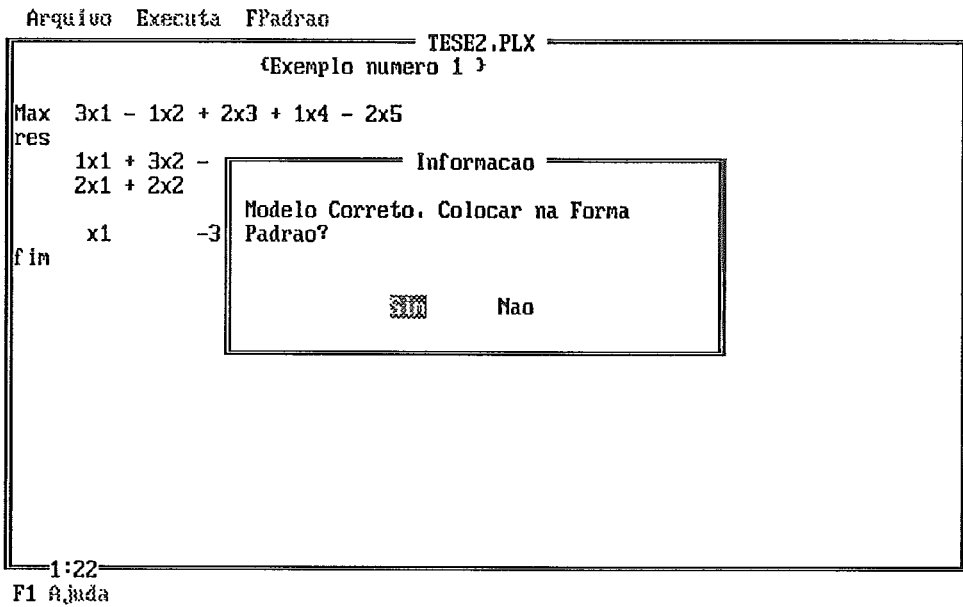 Arquivo Executa FPadrao
TESE2.PLX
{Exemplo numero 1 }
Max 3x1 - 1x2 + 2x3 + 1x4 - 2x5
res
1x1 + 3x2 -
2x1 + 2x2
x1 -3
fim
Informacao
Modelo Correto. Colocar na Forma
Padrao?
Sim Nao
1:22
F1 Ajuda